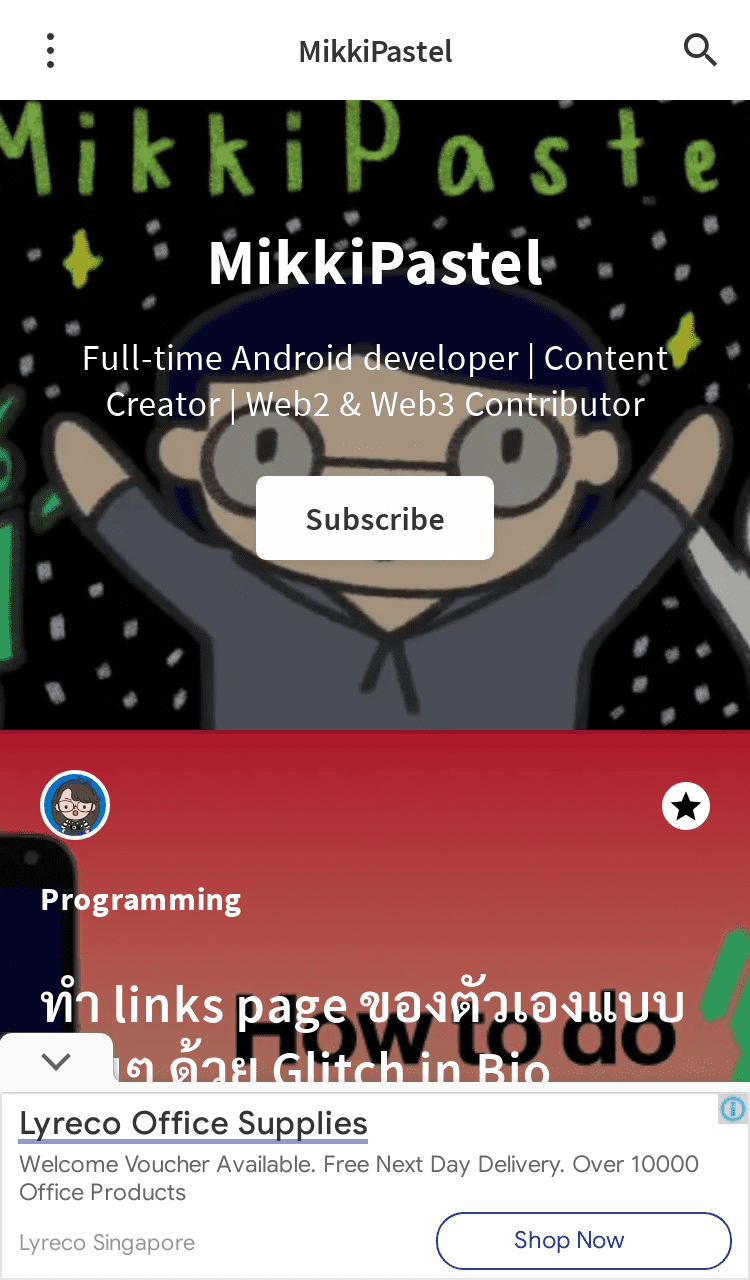 MikkiPastel
MikkiPaste
MikkiPastel
Full-time Android developer | Content
Creator | Web2 & Web3 Contributor
Subscribe
Programming
ทำ links page ของตัวเองแบบ
ด้วย Glitch in Bio
How to do
Lyreco Office Supplies
Welcome Voucher Available. Free Next Day Delivery. Over 10000
Office Products
Lyreco Singapore
Shop Now